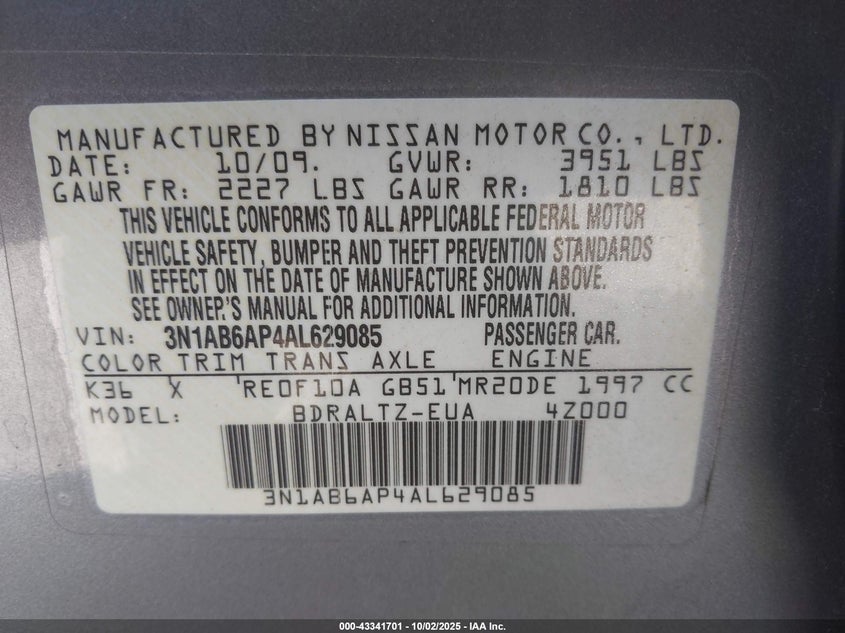 MANUFACTURED BY NISSAN MOTOR CO., LTD.
DATE: 10/09. GVWR: 3951 LBS
GAWR FR: 2227 LBS GAWR RR: 1810 LBS
THIS VEHICLE CONFORMS TO ALL APPLICABLE FEDERAL MOTOR
VEHICLE SAFETY, BUMPER AND THEFT PREVENTION STANDARDS
IN EFFECT ON THE DATE OF MANUFACTURE SHOWN ABOVE.
SEE OWNER'S MANUAL FOR ADDITIONAL INFORMATION.
VIN: 3N1AB6AP4AL629085 PASSENGER CAR.
COLOR TRIM TRANS AXLE ENGINE
K36 X RE0F10A GB51 MR20DE 1997 CC
MODEL: BDRALTZ-EUA 4Z000
3N1AB6AP4AL629085
000-43341701 - 10/02/2025 - IAA Inc.